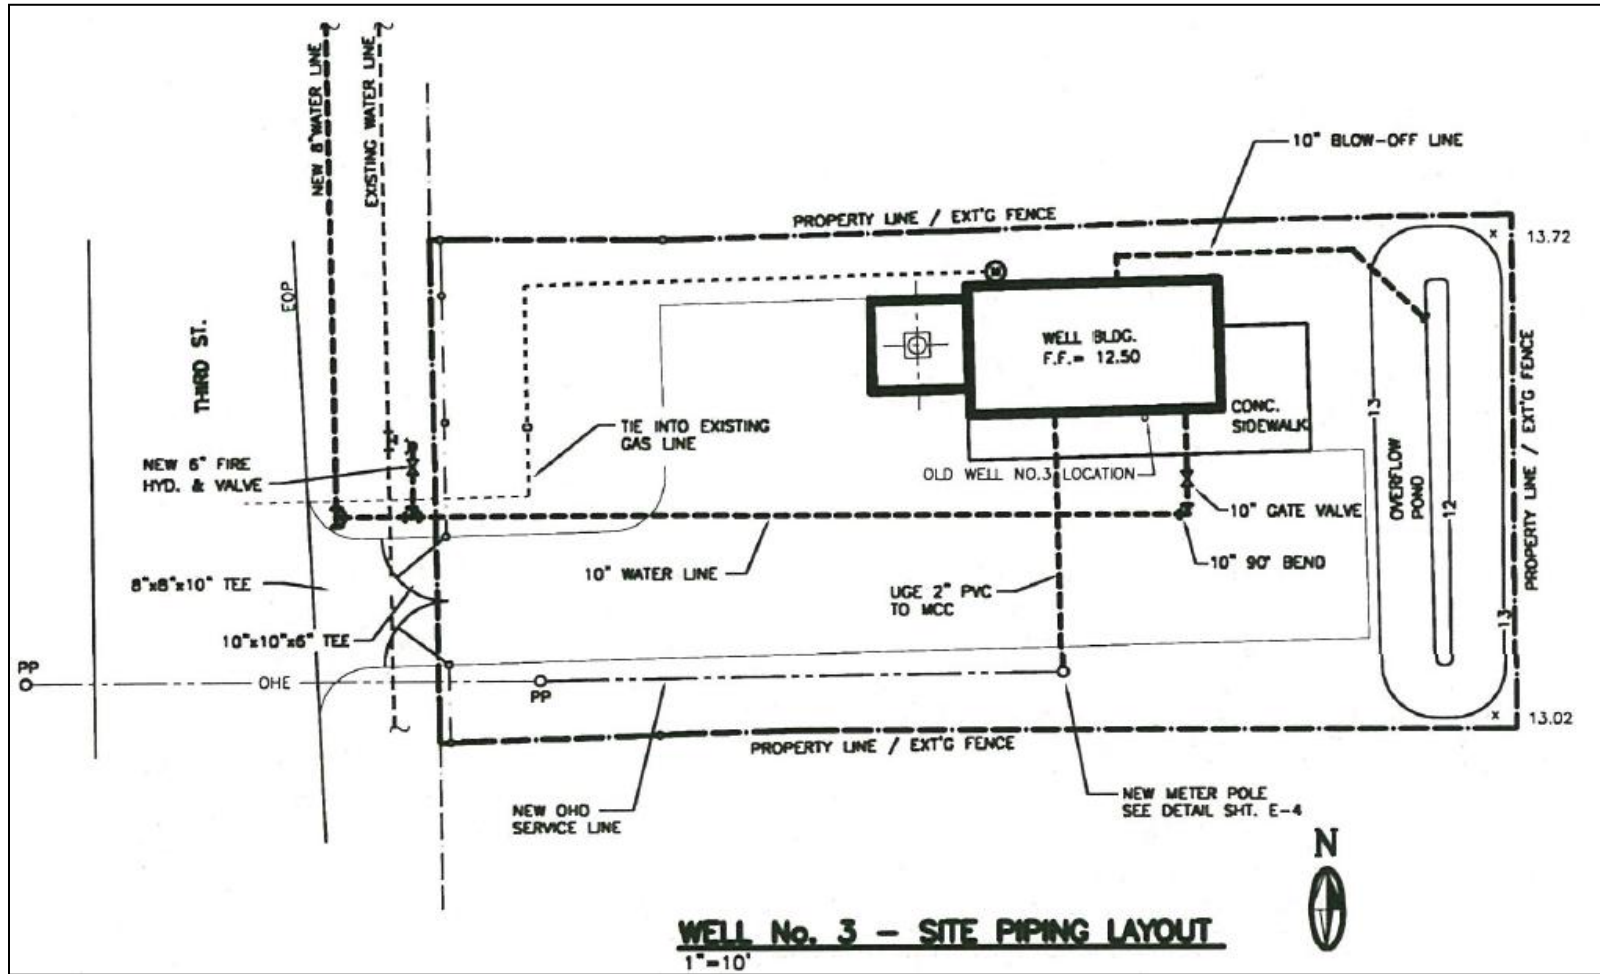 NEW 8" WATER LINE
EXISTING WATER LINE
10" BLOW-OFF LINE
PROPERTY LINE / EXT'G FENCE
13.72
EOP
THIRD ST.
M
WELL BLDG.
F.F.= 12.50
TIE INTO EXISTING
GAS LINE
CONC.
SIDEWALK
13
OVERFLOW
POND
12
13
PROPERTY LINE / EXT'G FENCE
NEW 6" FIRE
HYD. & VALVE
OLD WELL NO.3 LOCATION
10" GATE VALVE
10" 90° BEND
10" WATER LINE
8"x8"x10" TEE
UGE 2" PVC
TO MCC
10"x10"x6" TEE
PP
OHE
PP
x
x
13.02
PROPERTY LINE / EXT'G FENCE
NEW OHD
SERVICE LINE
NEW METER POLE
SEE DETAIL SHT. E-4
N
WELL No. 3 - SITE PIPING LAYOUT
1"=10'